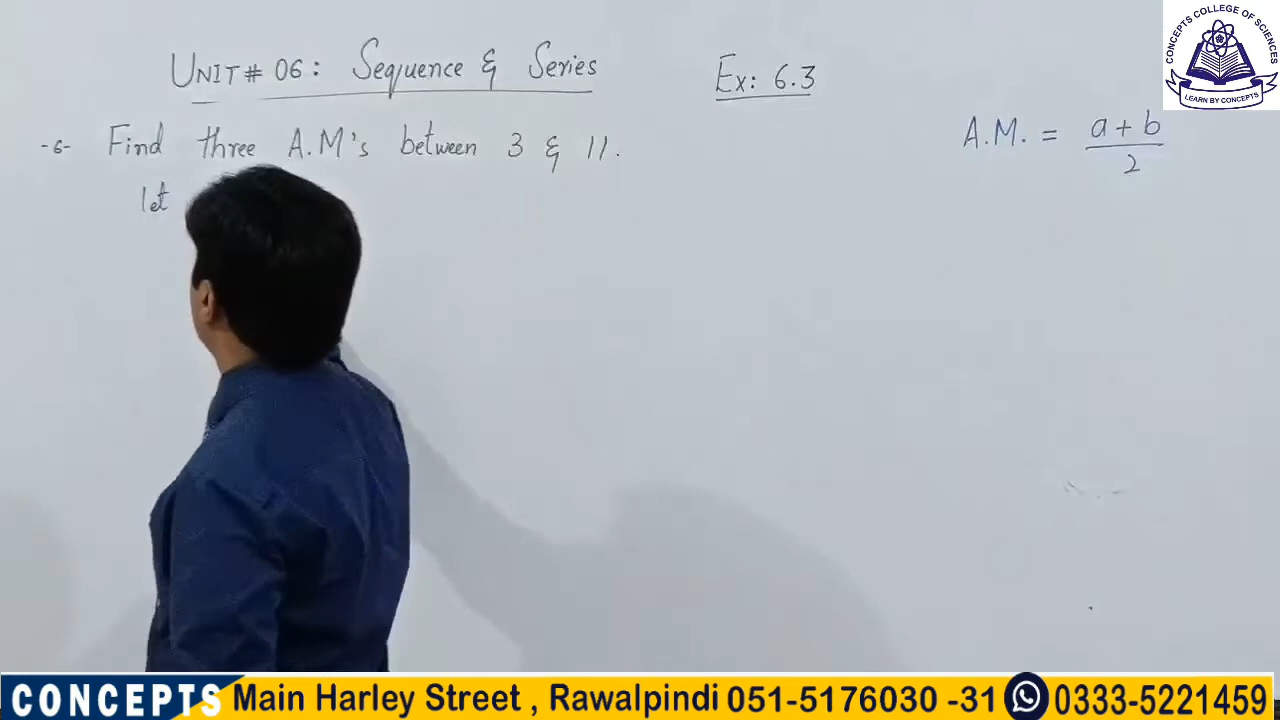 UNIT # 06 : Sequence & Series
Ex: 6.3
-6- Find three A.M's between 3 & 11.
let
A.M. = a + b / 2
CONCEPTS COLLEGE OF SCIENCES
LEARN BY CONCEPTS
CONCEPTS Main Harley Street , Rawalpindi 051-5176030 -31 0333-5221459